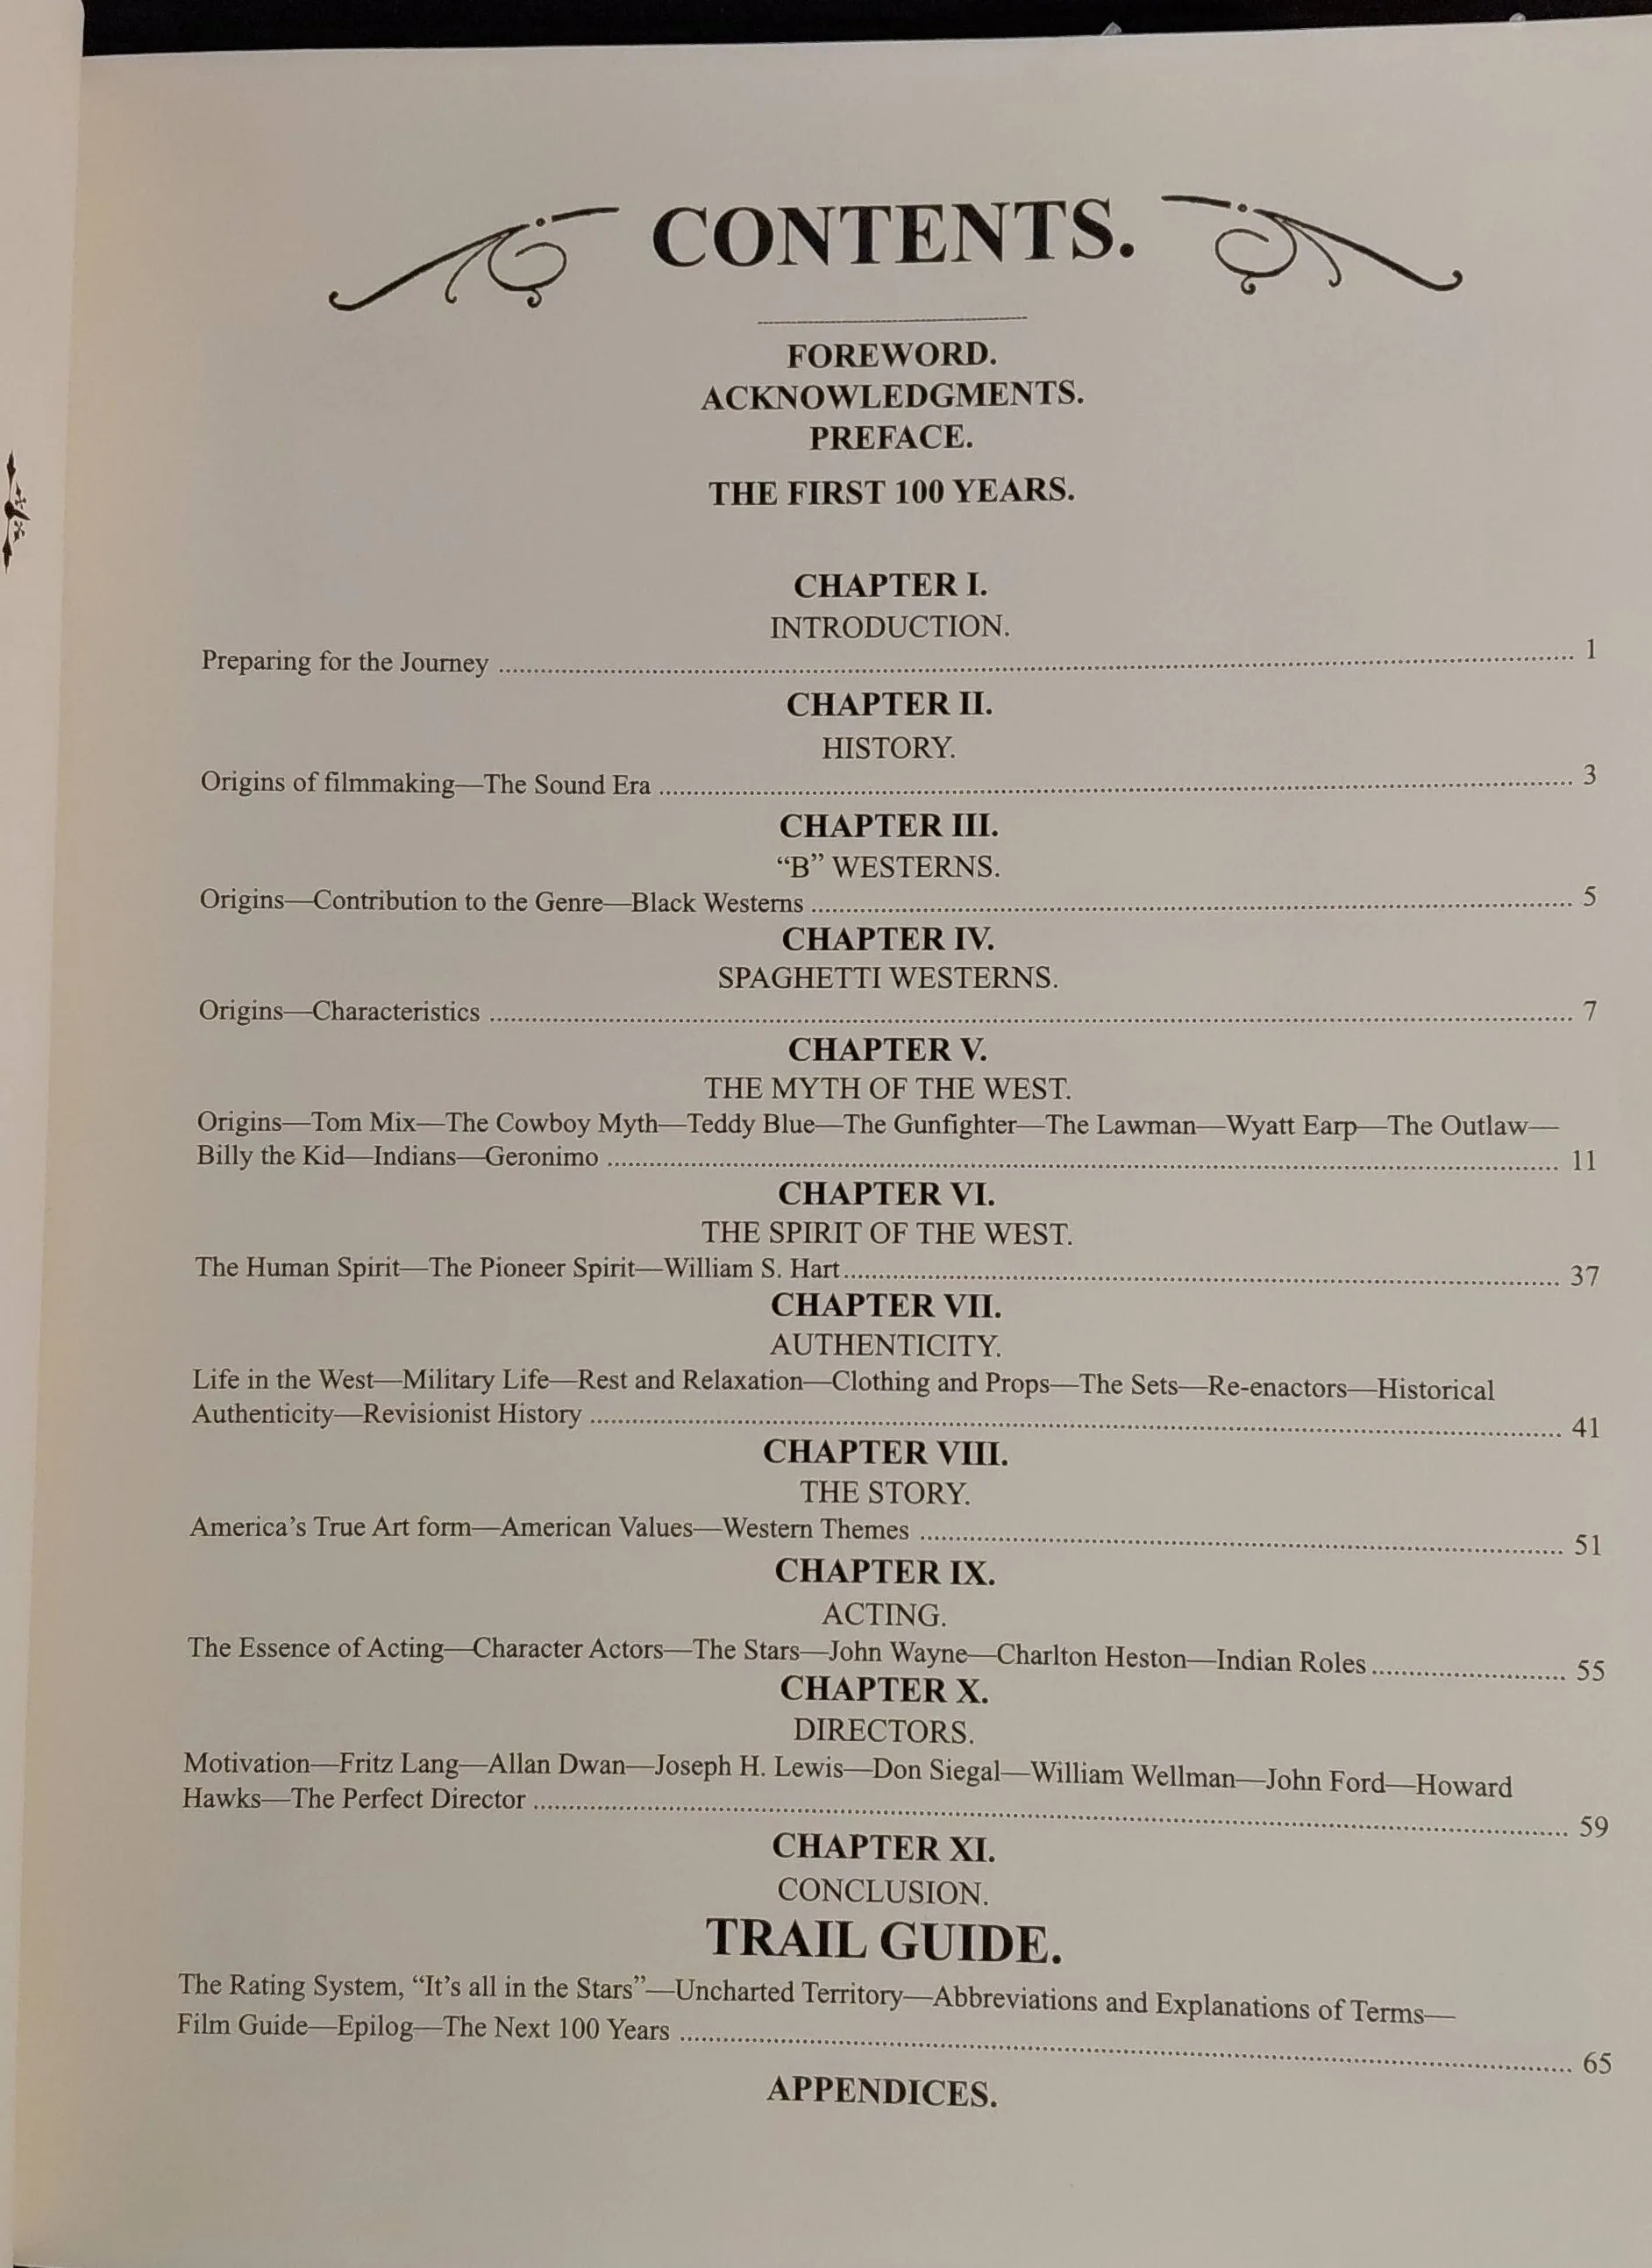 CONTENTS.
FOREWORD.
ACKNOWLEDGMENTS.
PREFACE.
THE FIRST 100 YEARS.
CHAPTER I.
INTRODUCTION.
Preparing for the Journey ........ 1
CHAPTER II.
HISTORY.
Origins of filmmaking—The Sound Era ........ 3
CHAPTER III.
“B” WESTERNS.
Origins—Contribution to the Genre—Black Westerns ........ 5
CHAPTER IV.
SPAGHETTI WESTERNS.
Origins—Characteristics ........ 7
CHAPTER V.
THE MYTH OF THE WEST.
Origins—Tom Mix—The Cowboy Myth—Teddy Blue—The Gunfighter—The Lawman—Wyatt Earp—The Outlaw—
Billy the Kid—Indians—Geronimo ........ 11
CHAPTER VI.
THE SPIRIT OF THE WEST.
The Human Spirit—The Pioneer Spirit—William S. Hart ........ 37
CHAPTER VII.
AUTHENTICITY.
Life in the West—Military Life—Rest and Relaxation—Clothing and Props—The Sets—Re-enactors—Historical
Authenticity—Revisionist History ........ 41
CHAPTER VIII.
THE STORY.
America’s True Art form—American Values—Western Themes ........ 51
CHAPTER IX.
ACTING.
The Essence of Acting—Character Actors—The Stars—John Wayne—Charlton Heston—Indian Roles ........ 55
CHAPTER X.
DIRECTORS.
Motivation—Fritz Lang—Allan Dwan—Joseph H. Lewis—Don Siegal—William Wellman—John Ford—Howard
Hawks—The Perfect Director ........ 59
CHAPTER XI.
CONCLUSION.
TRAIL GUIDE.
The Rating System, “It’s all in the Stars”—Uncharted Territory—Abbreviations and Explanations of Terms—
Film Guide—Epilog—The Next 100 Years ........ 65
APPENDICES.